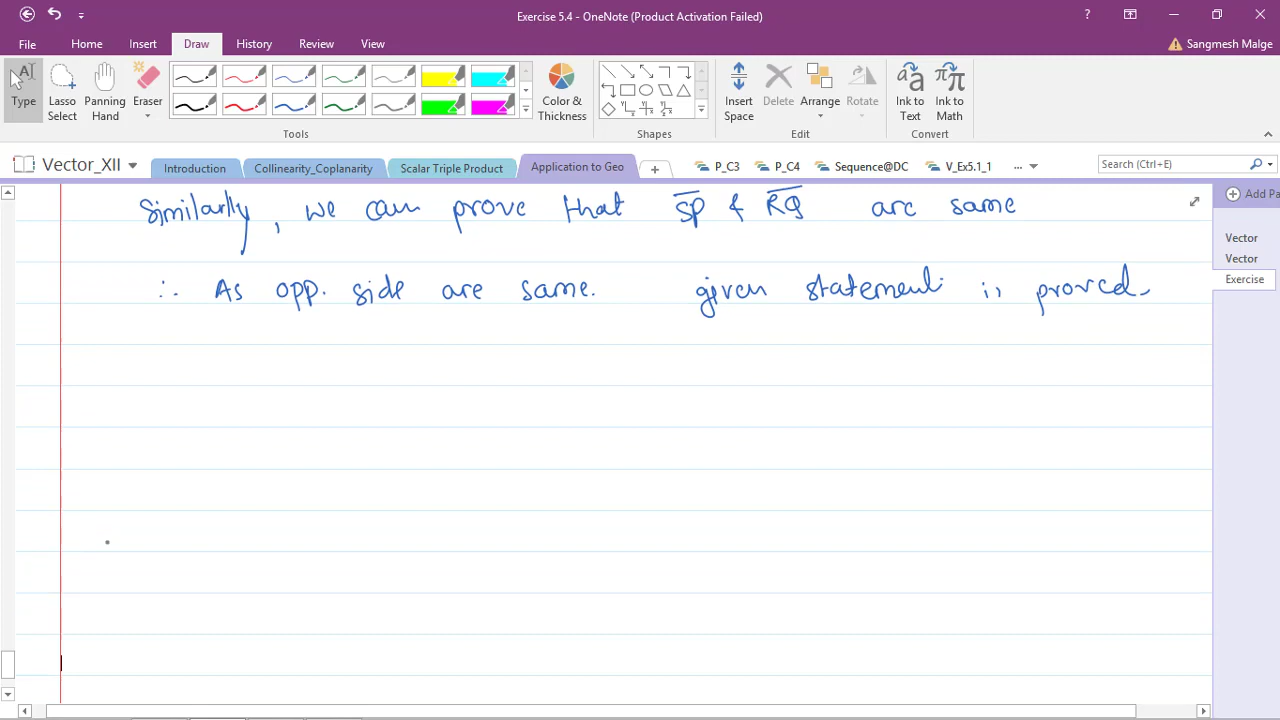 Exercise 5.4 - OneNote (Product Activation Failed)
File Home Insert Draw History Review View Sangmesh Malge
Type Lasso Select Panning Hand Eraser Color & Thickness Insert Space Delete Arrange Rotate Ink to Text Ink to Math
Tools Shapes Edit Convert
Vector_XII Introduction Collinearity_Coplanarity Scalar Triple Product Application to Geo P_C3 P_C4 Sequence@DC V_Ex5.1_1 ... Search (Ctrl+E)
Add Pa
Vector
Vector
Exercise
Similarly, we can prove that S̅P̅ & R̅Q̅ are same
∴ As opp. side are same. given statement is proved.